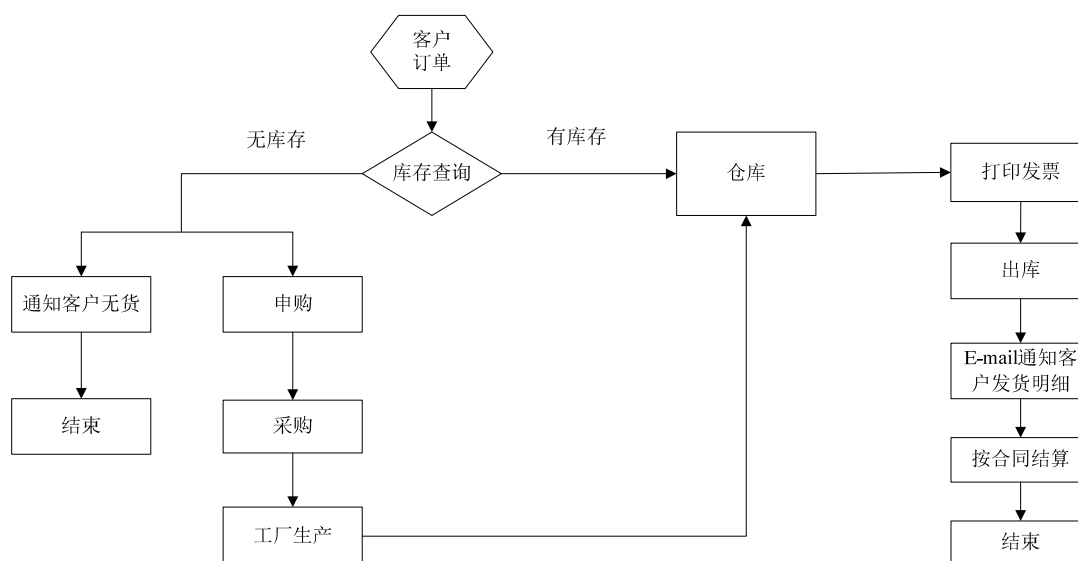 客户
订单
无库存
有库存
库存查询
仓库
打印发票
通知客户无货
申购
出库
E-mail通知客
户发货明细
结束
采购
按合同结算
工厂生产
结束